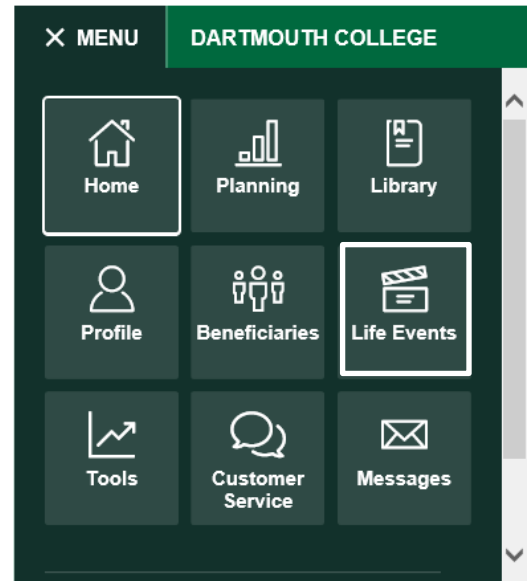 X MENU DARTMOUTH COLLEGE
Home Planning Library
Profile Beneficiaries Life Events
Tools Customer Service Messages